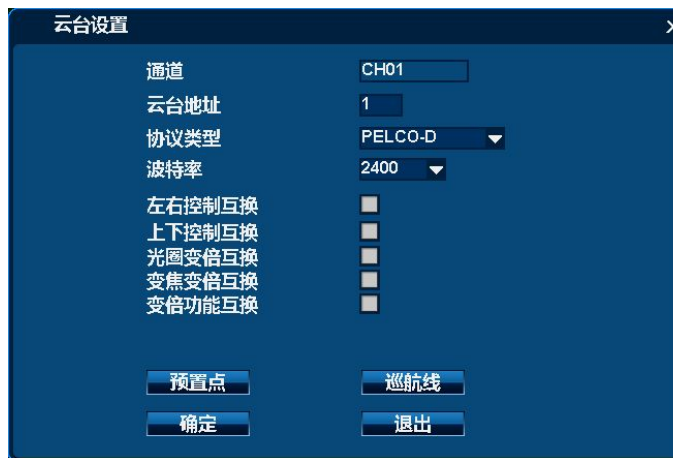 云台设置 X
通道 CH01
云台地址 1
协议类型 PELCO-D
波特率 2400
左右控制互换
上下控制互换
光圈变倍互换
变焦变倍互换
变倍功能互换
预置点 巡航线
确定 退出